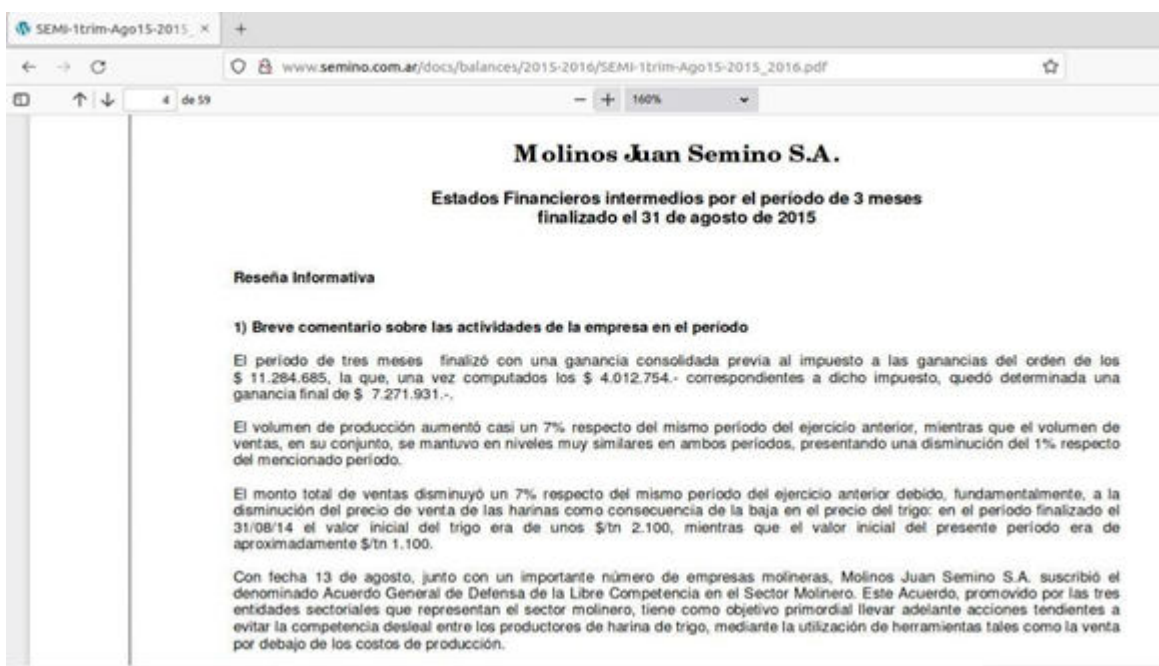 SEMI-1trim-Ago15-2015_ × +
www.semino.com.ar/docs/balances/2015-2016/SEMI-1trim-Ago15-2015_2016.pdf
4 de 59 − + 160%
Molinos Juan Semino S.A.
Estados Financieros intermedios por el período de 3 meses
finalizado el 31 de agosto de 2015
Reseña Informativa
1) Breve comentario sobre las actividades de la empresa en el período
El período de tres meses finalizó con una ganancia consolidada previa al impuesto a las ganancias del orden de los
$ 11.284.685, la que, una vez computados los $ 4.012.754.- correspondientes a dicho impuesto, quedó determinada una
ganancia final de $ 7.271.931.-.
El volumen de producción aumentó casi un 7% respecto del mismo período del ejercicio anterior, mientras que el volumen de
ventas, en su conjunto, se mantuvo en niveles muy similares en ambos períodos, presentando una disminución del 1% respecto
del mencionado período.
El monto total de ventas disminuyó un 7% respecto del mismo período del ejercicio anterior debido, fundamentalmente, a la
disminución del precio de venta de las harinas como consecuencia de la baja en el precio del trigo: en el período finalizado el
31/08/14 el valor inicial del trigo era de unos $/tn 2.100, mientras que el valor inicial del presente período era de
aproximadamente $/tn 1.100.
Con fecha 13 de agosto, junto con un importante número de empresas molineras, Molinos Juan Semino S.A. suscribió el
denominado Acuerdo General de Defensa de la Libre Competencia en el Sector Molinero. Este Acuerdo, promovido por las tres
entidades sectoriales que representan el sector molinero, tiene como objetivo primordial llevar adelante acciones tendientes a
evitar la competencia desleal entre los productores de harina de trigo, mediante la utilización de herramientas tales como la venta
por debajo de los costos de producción.